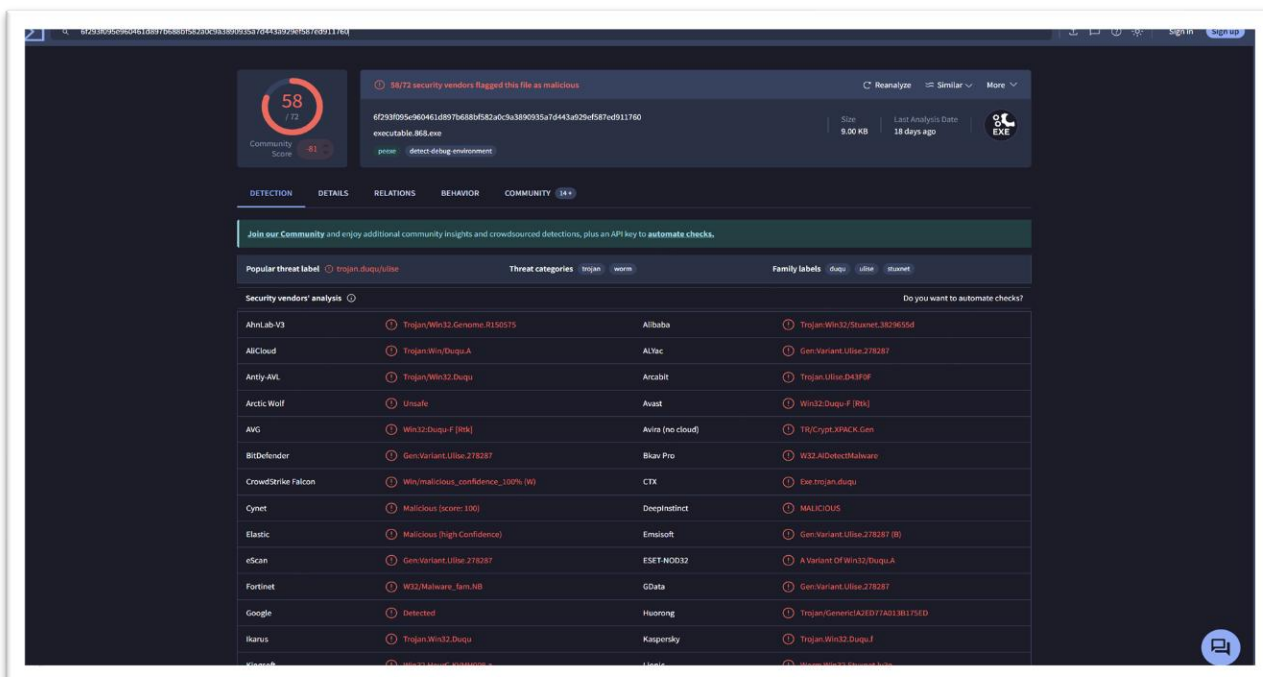 6f293f095e960461d897b688bf582a0c9a3890935a7d443a929ef587ed911760
Sign in
Sign up
58
/ 72
Community Score
-81
58/72 security vendors flagged this file as malicious
Reanalyze
Similar
More
6f293f095e960461d897b688bf582a0c9a3890935a7d443a929ef587ed911760
executable.868.exe
peexe detect-debug-environment
Size
9.00 KB
Last Analysis Date
18 days ago
EXE
DETECTION DETAILS RELATIONS BEHAVIOR COMMUNITY 14+
Join our Community and enjoy additional community insights and crowdsourced detections, plus an API key to automate checks.
Popular threat label trojan.duqu/ulise Threat categories trojan worm Family labels duqu ulise stuxnet
Security vendors' analysis Do you want to automate checks?
AhnLab-V3 Trojan/Win32.Genome.R150575 Alibaba Trojan:Win32/Stuxnet.3829655d
AliCloud Trojan:Win/Duqu.A ALYac Gen:Variant.Ulise.278287
Antiy-AVL Trojan/Win32.Duqu Arcabit Trojan.Ulise.D43F0F
Arctic Wolf Unsafe Avast Win32:Duqu-F [Rtk]
AVG Win32:Duqu-F [Rtk] Avira (no cloud) TR/Crypt.XPACK.Gen
BitDefender Gen:Variant.Ulise.278287 Bkav Pro W32.AIDetectMalware
CrowdStrike Falcon Win/malicious_confidence_100% (W) CTX Exe.trojan.duqu
Cynet Malicious (score: 100) DeepInstinct MALICIOUS
Elastic Malicious (high Confidence) Emsisoft Gen:Variant.Ulise.278287 (B)
eScan Gen:Variant.Ulise.278287 ESET-NOD32 A Variant Of Win32/Duqu.A
Fortinet W32/Malware_fam.NB GData Gen:Variant.Ulise.278287
Google Detected Huorong Trojan/Generic!A2ED77A013B175ED
Ikarus Trojan.Win32.Duqu Kaspersky Trojan.Win32.Duqu.f